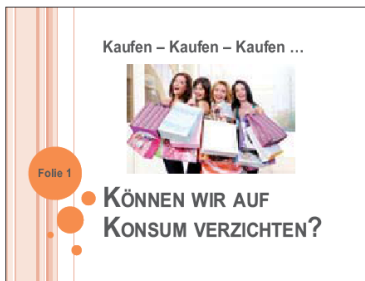 Kaufen – Kaufen – Kaufen …
Folie 1
KÖNNEN WIR AUF
KONSUM VERZICHTEN?